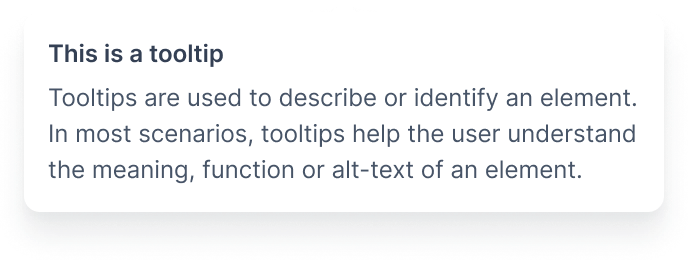 This is a tooltip
Tooltips are used to describe or identify an element.
In most scenarios, tooltips help the user understand
the meaning, function or alt-text of an element.